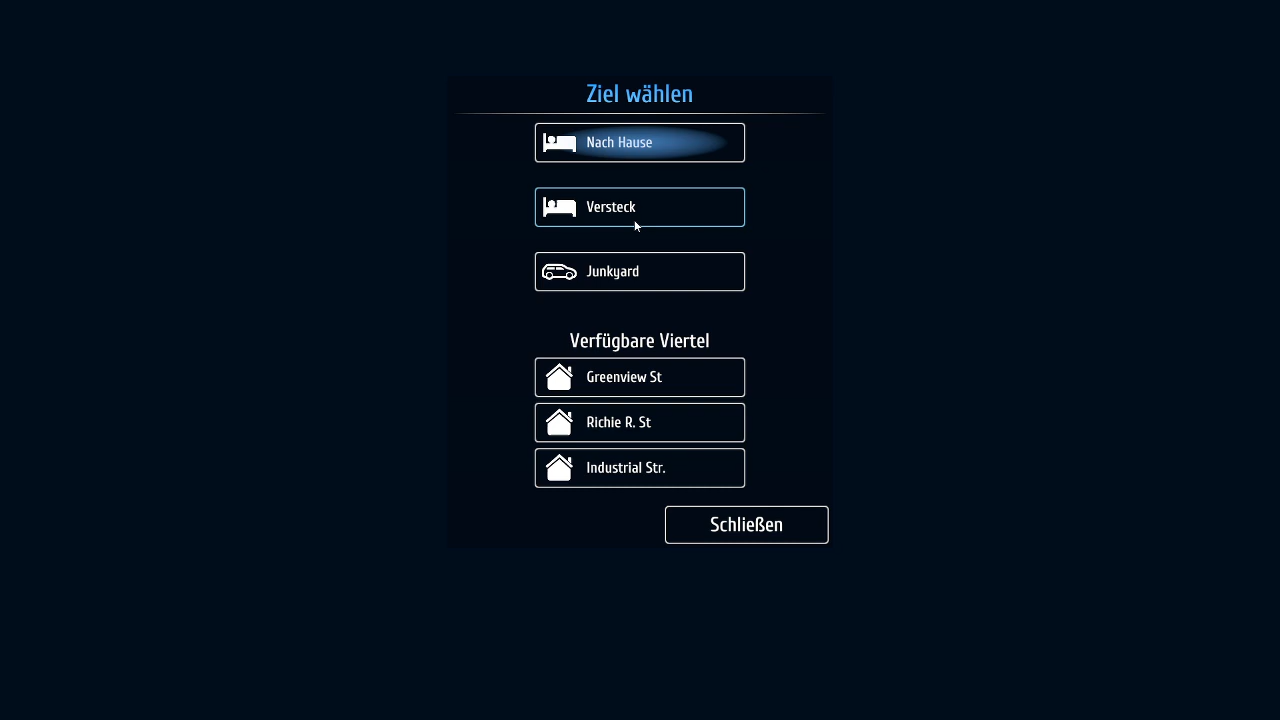 Ziel wählen
Nach Hause
Versteck
Junkyard
Verfügbare Viertel
Greenview St
Richie R. St
Industrial Str.
Schließen